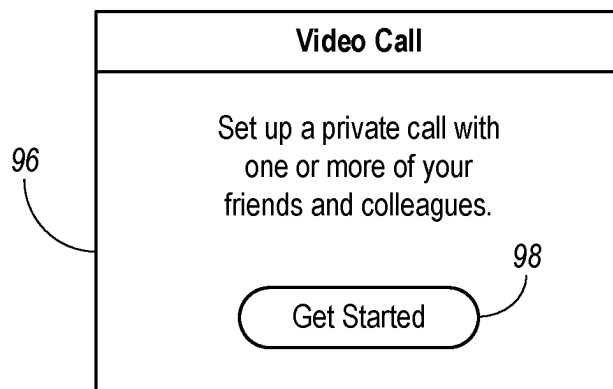 Video Call
Set up a private call with
one or more of your
friends and colleagues.
96
98
Get Started